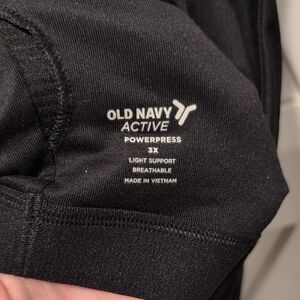 OLD NAVY
ACTIVE
POWERPRESS
3X
LIGHT SUPPORT
BREATHABLE
MADE IN VIETNAM